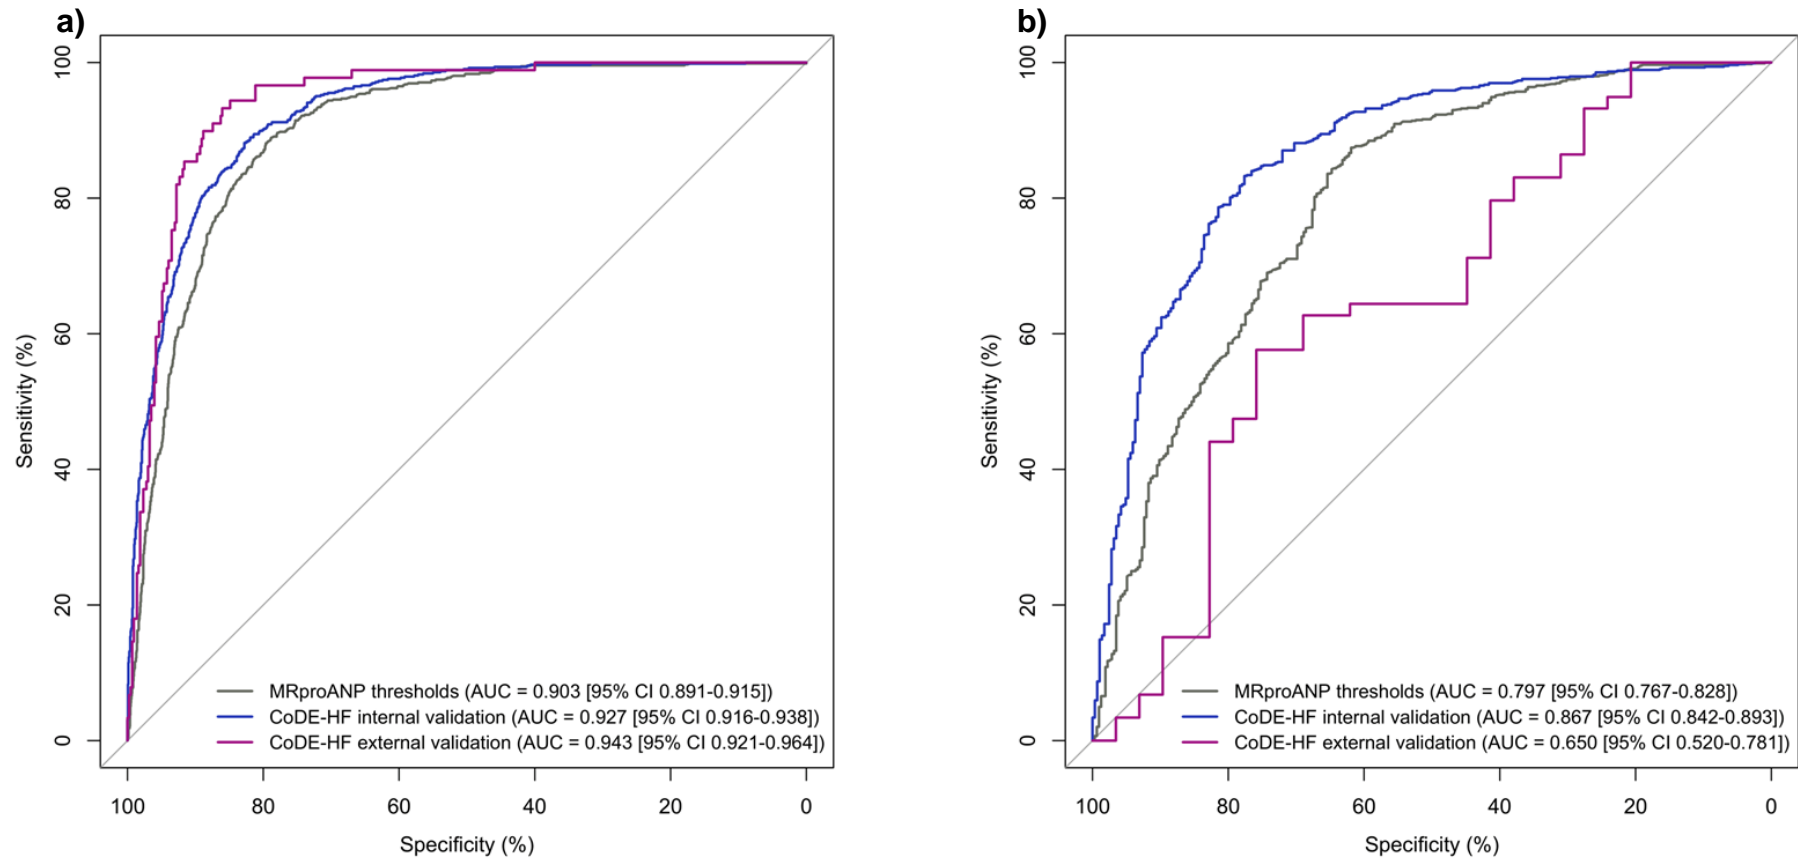 a)
100
80
60
40
20
0
Sensitivity (%)
MRproANP thresholds (AUC = 0.903 [95% CI 0.891-0.915])
CoDE-HF internal validation (AUC = 0.927 [95% CI 0.916-0.938])
CoDE-HF external validation (AUC = 0.943 [95% CI 0.921-0.964])
100 80 60 40 20 0
Specificity (%)
b)
100
80
60
40
20
0
Sensitivity (%)
MRproANP thresholds (AUC = 0.797 [95% CI 0.767-0.828])
CoDE-HF internal validation (AUC = 0.867 [95% CI 0.842-0.893])
CoDE-HF external validation (AUC = 0.650 [95% CI 0.520-0.781])
100 80 60 40 20 0
Specificity (%)